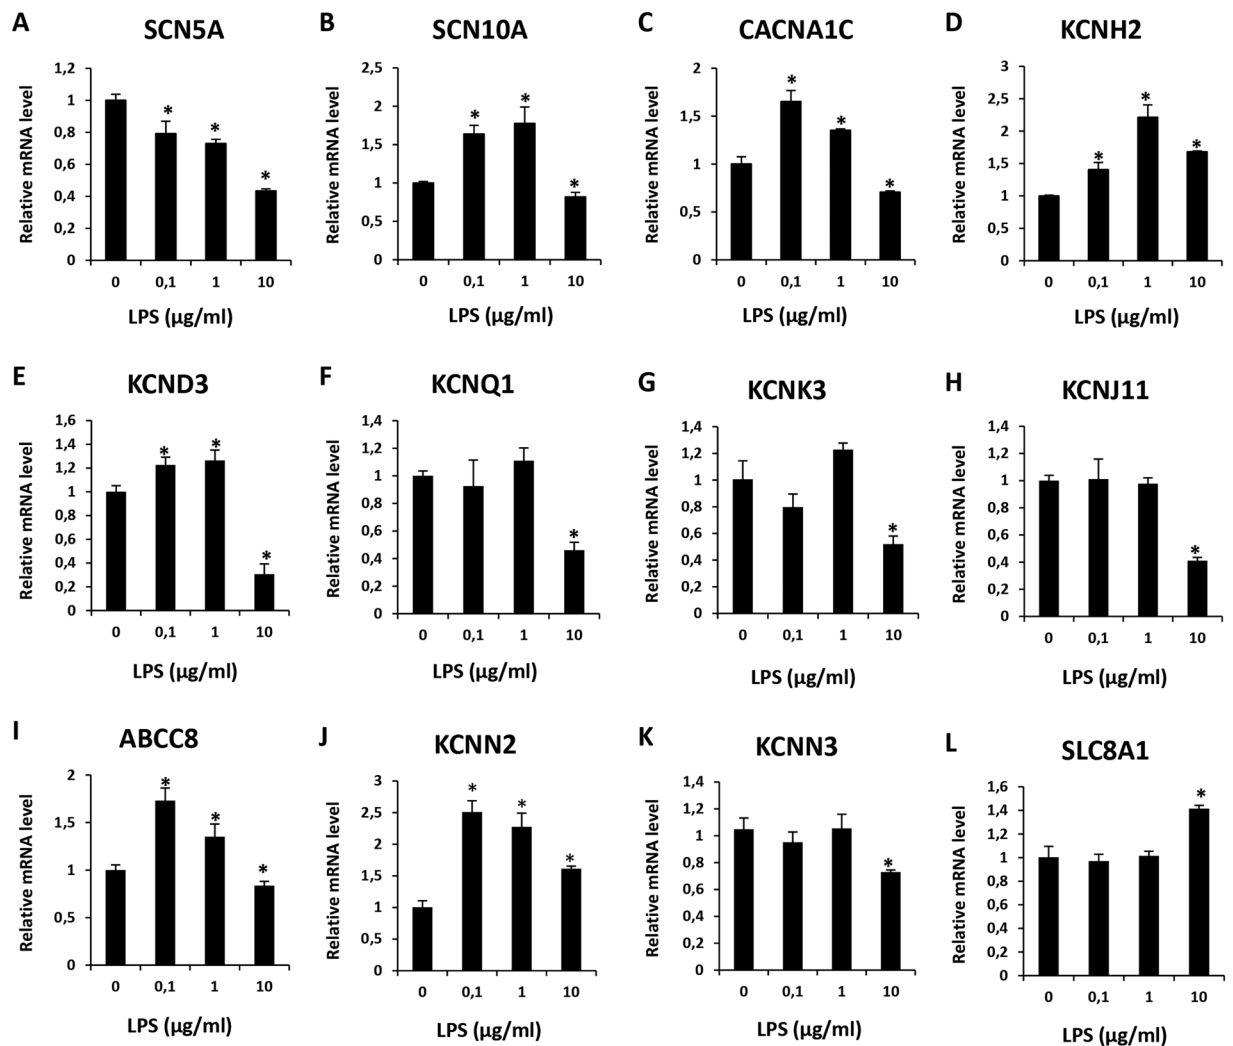 A
SCN5A
Relative mRNA level
1,2
1
0,8
0,6
0,4
0,2
0
* * *
0 0,1 1 10
LPS (µg/ml)
B
SCN10A
Relative mRNA level
2,5
2
1,5
1
0,5
0
* * *
0 0,1 1 10
LPS (µg/ml)
C
CACNA1C
Relative mRNA level
2
1,5
1
0,5
0
* * *
0 0,1 1 10
LPS (µg/ml)
D
KCNH2
Relative mRNA level
3
2,5
2
1,5
1
0,5
0
* * *
0 0,1 1 10
LPS (µg/ml)
E
KCND3
Relative mRNA level
1,6
1,4
1,2
1
0,8
0,6
0,4
0,2
0
* * *
0 0,1 1 10
LPS (µg/ml)
F
KCNQ1
Relative mRNA level
1,4
1,2
1
0,8
0,6
0,4
0,2
0
*
0 0,1 1 10
LPS (µg/ml)
G
KCNK3
Relative mRNA level
1,4
1,2
1
0,8
0,6
0,4
0,2
0
*
0 0,1 1 10
LPS (µg/ml)
H
KCNJ11
Relative mRNA level
1,4
1,2
1
0,8
0,6
0,4
0,2
0
*
0 0,1 1 10
LPS (µg/ml)
I
ABCC8
Relative mRNA level
2
1,5
1
0,5
0
* * *
0 0,1 1 10
LPS (µg/ml)
J
KCNN2
Relative mRNA level
3
2,5
2
1,5
1
0,5
0
* * *
0 0,1 1 10
LPS (µg/ml)
K
KCNN3
Relative mRNA level
1,4
1,2
1
0,8
0,6
0,4
0,2
0
*
0 0,1 1 10
LPS (µg/ml)
L
SLC8A1
Relative mRNA level
1,6
1,4
1,2
1
0,8
0,6
0,4
0,2
0
*
0 0,1 1 10
LPS (µg/ml)